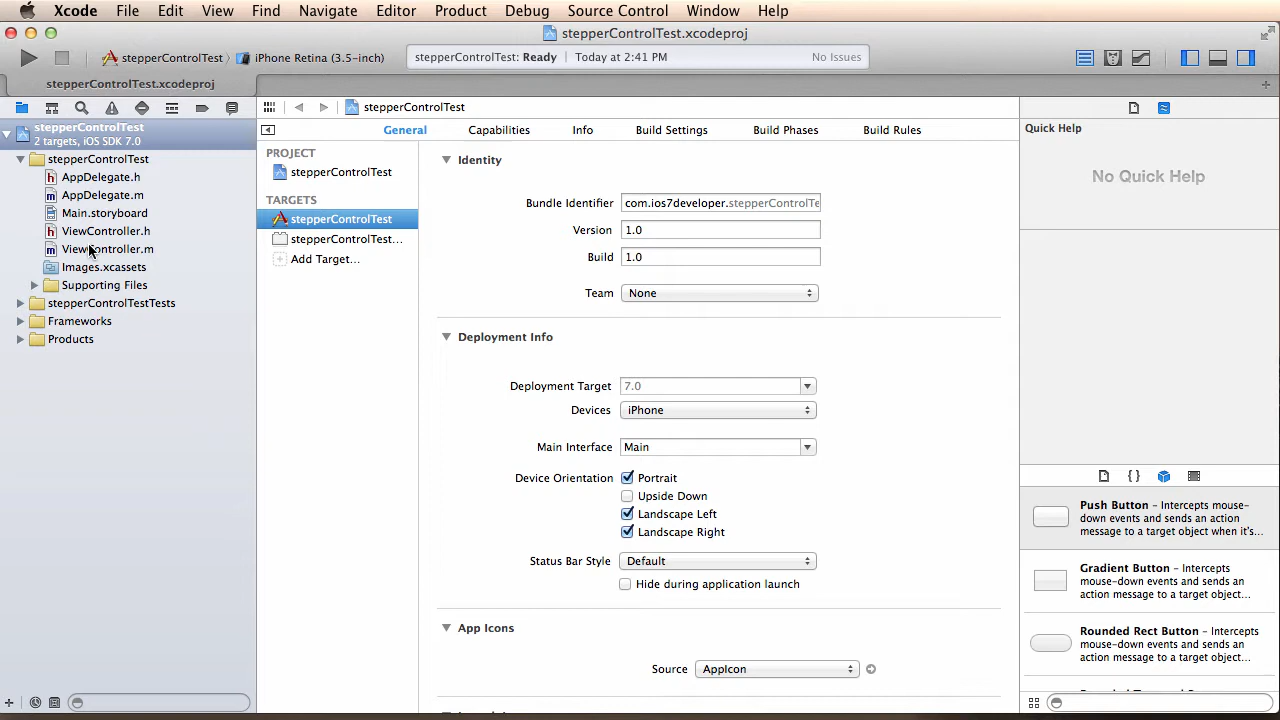 Xcode File Edit View Find Navigate Editor Product Debug Source Control Window Help
stepperControlTest.xcodeproj
stepperControlTest 〉 iPhone Retina (3.5-inch)
stepperControlTest: Ready | Today at 2:41 PM No Issues
stepperControlTest.xcodeproj
stepperControlTest
2 targets, iOS SDK 7.0
stepperControlTest
AppDelegate.h
AppDelegate.m
Main.storyboard
ViewController.h
ViewController.m
Images.xcassets
Supporting Files
stepperControlTestTests
Frameworks
Products
stepperControlTest
General Capabilities Info Build Settings Build Phases Build Rules
PROJECT
stepperControlTest
TARGETS
stepperControlTest
stepperControlTest...
Add Target...
Identity
Bundle Identifier com.ios7developer.stepperControlTe
Version 1.0
Build 1.0
Team None
Deployment Info
Deployment Target 7.0
Devices iPhone
Main Interface Main
Device Orientation Portrait
Upside Down
Landscape Left
Landscape Right
Status Bar Style Default
Hide during application launch
App Icons
Source AppIcon
Quick Help
No Quick Help
Push Button – Intercepts mouse-
down events and sends an action
message to a target object when it's...
Gradient Button – Intercepts
mouse-down events and sends an
action message to a target object...
Rounded Rect Button – Intercepts
mouse-down events and sends an
action message to a target object...